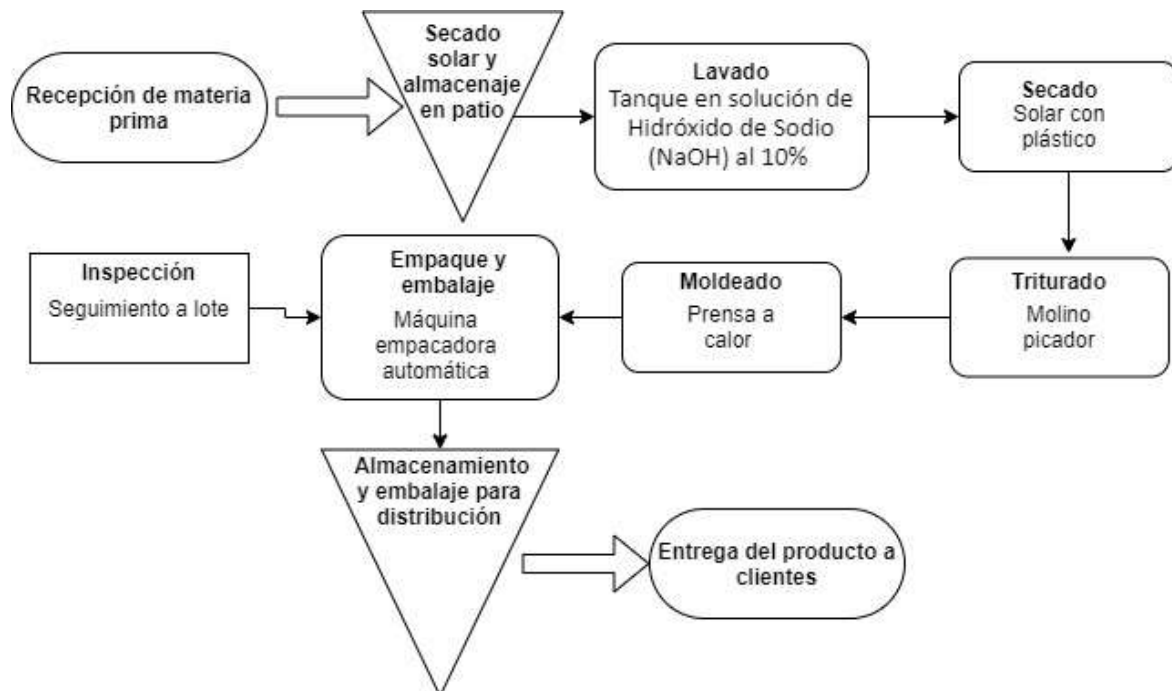 Recepción de materia
prima
Secado
solar y
almacenaje
en patio
Lavado
Tanque en solución de
Hidróxido de Sodio
(NaOH) al 10%
Secado
Solar con
plástico
Triturado
Molino
picador
Moldeado
Prensa a
calor
Empaque y
embalaje
Máquina
empacadora
automática
Inspección
Seguimiento a lote
Almacenamiento
y embalaje para
distribución
Entrega del producto a
clientes